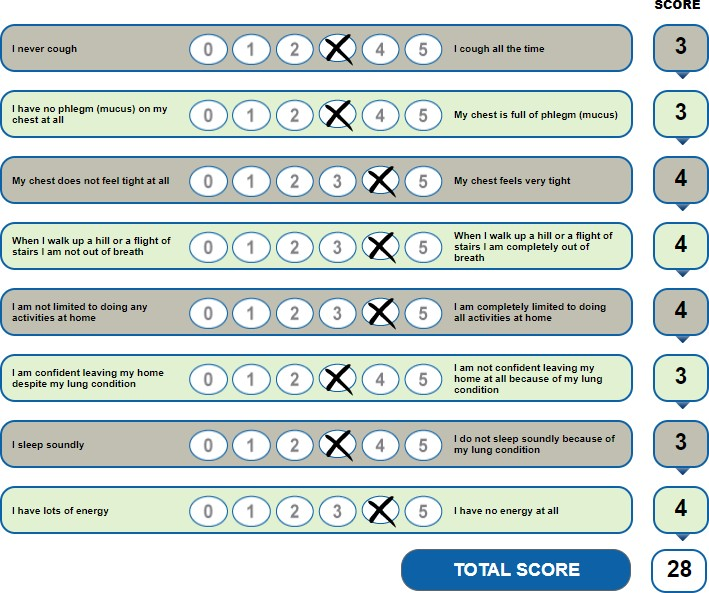 SCORE
I never cough 0 1 2 4 5 I cough all the time 3
I have no phlegm (mucus) on my
chest at all
0 1 2 4 5 My chest is full of phlegm (mucus) 3
My chest does not feel tight at all 0 1 2 3 5 My chest feels very tight 4
When I walk up a hill or a flight of
stairs I am not out of breath
0 1 2 3 5
When I walk up a hill or a flight of
stairs I am completely out of
breath
4
I am not limited to doing any
activities at home
0 1 2 3 5
I am completely limited to doing
all activities at home
4
I am confident leaving my home
despite my lung condition
0 1 2 4 5
I am not confident leaving my
home at all because of my lung
condition
3
I sleep soundly 0 1 2 4 5
I do not sleep soundly because of
my lung condition
3
I have lots of energy 0 1 2 3 5 I have no energy at all 4
TOTAL SCORE 28